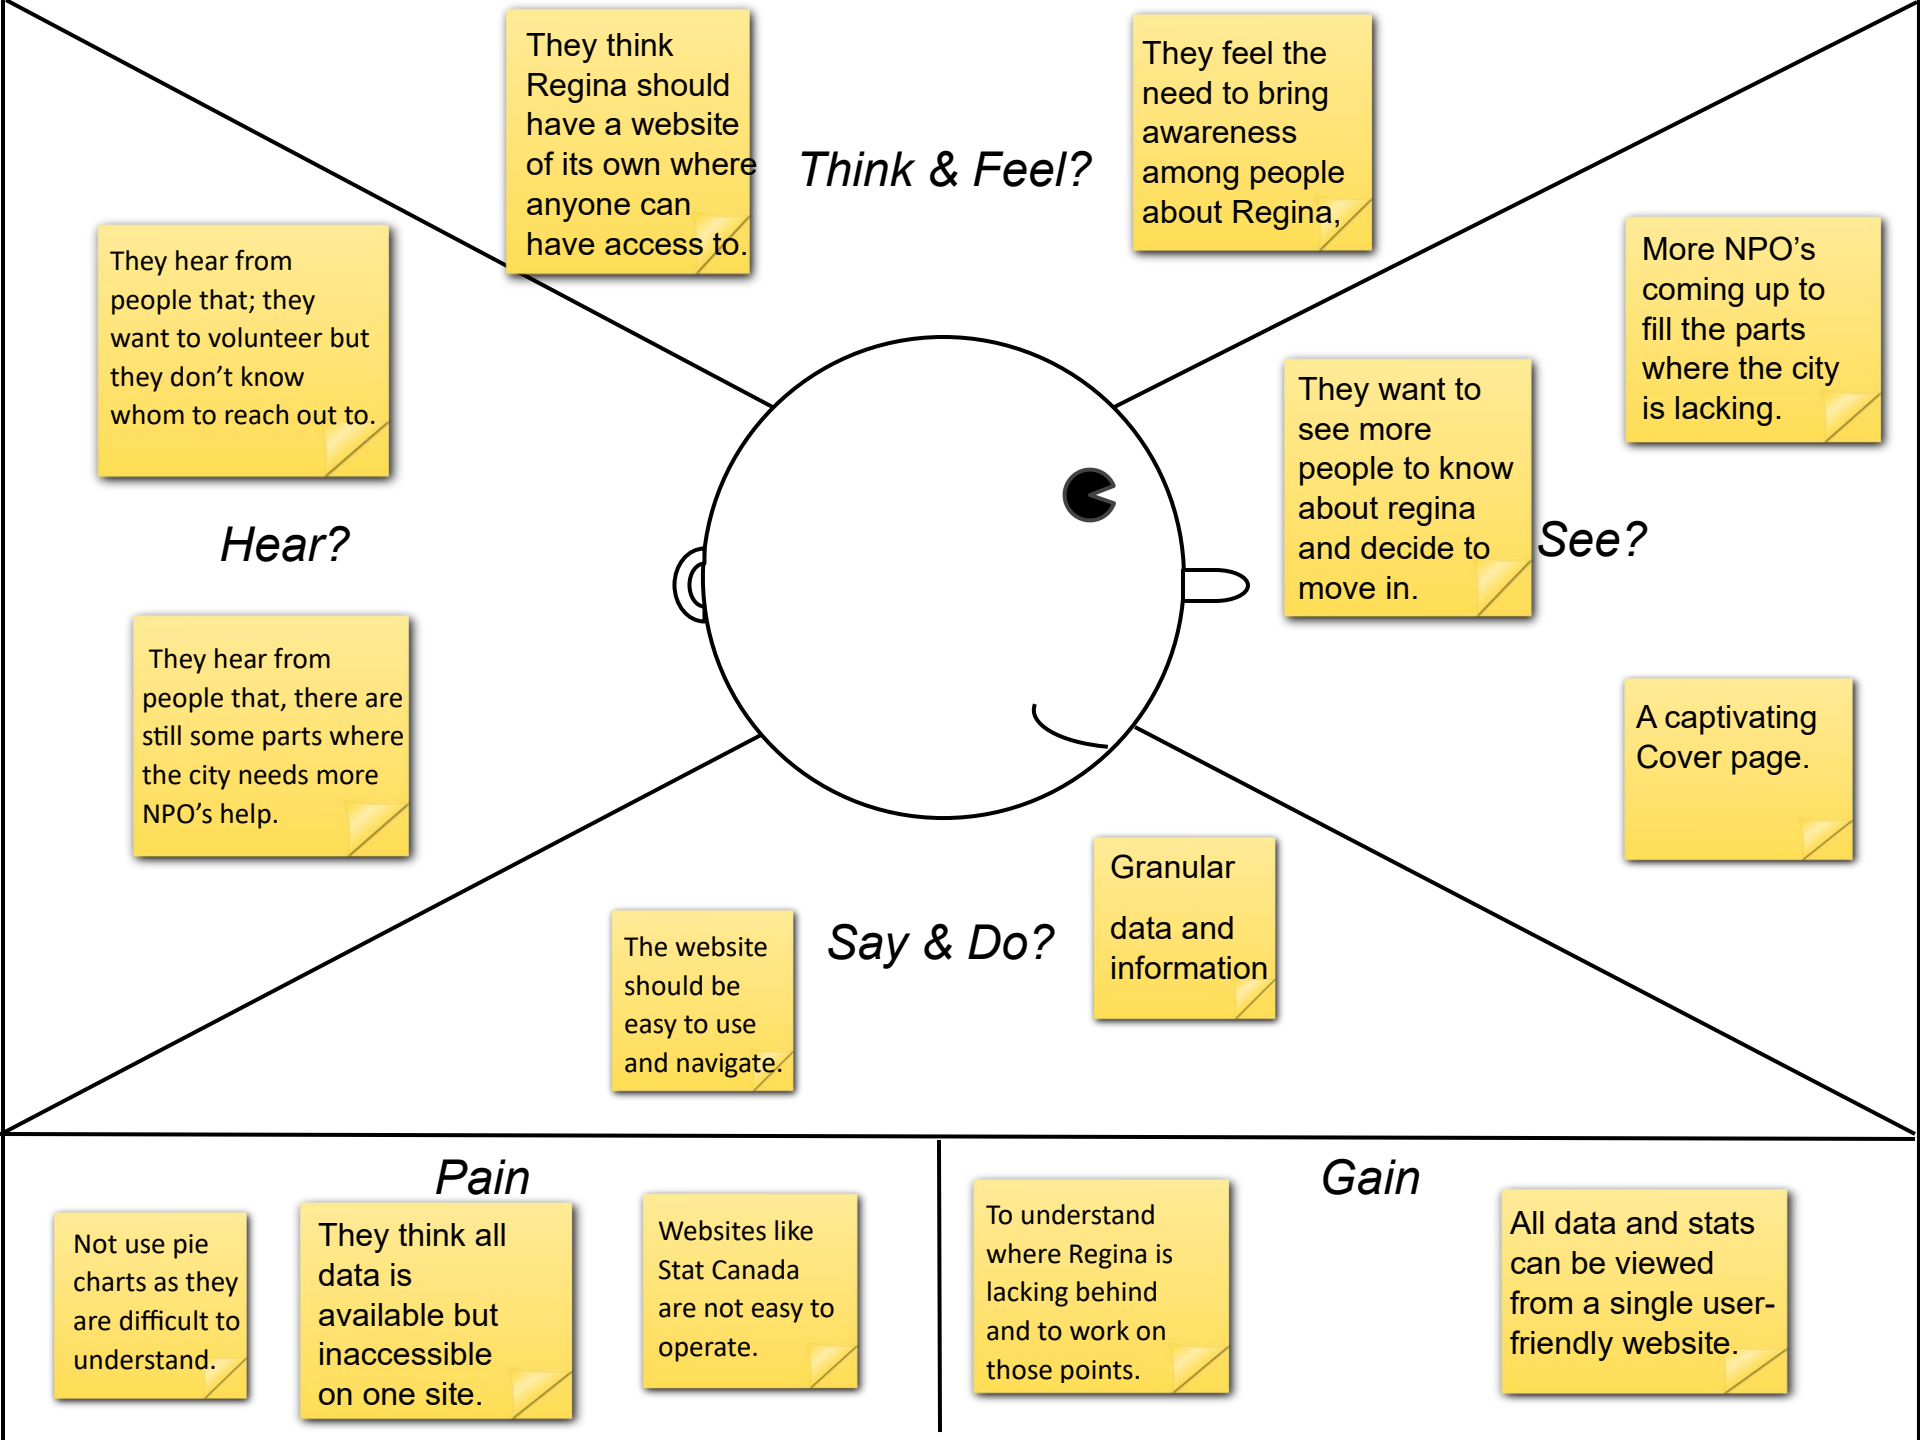 They think
Regina should
have a website
of its own where
anyone can
have access to.
Think & Feel?
They feel the
need to bring
awareness
among people
about Regina,
They hear from
people that; they
want to volunteer but
they don't know
whom to reach out to.
Hear?
They hear from
people that, there are
still some parts where
the city needs more
NPO's help.
More NPO's
coming up to
fill the parts
where the city
is lacking.
They want to
see more
people to know
about regina
and decide to
move in.
See?
A captivating
Cover page.
The website
should be
easy to use
and navigate.
Say & Do?
Granular
data and
information
Pain
Not use pie
charts as they
are difficult to
understand.
They think all
data is
available but
inaccessible
on one site.
Websites like
Stat Canada
are not easy to
operate.
Gain
To understand
where Regina is
lacking behind
and to work on
those points.
All data and stats
can be viewed
from a single user-
friendly website.